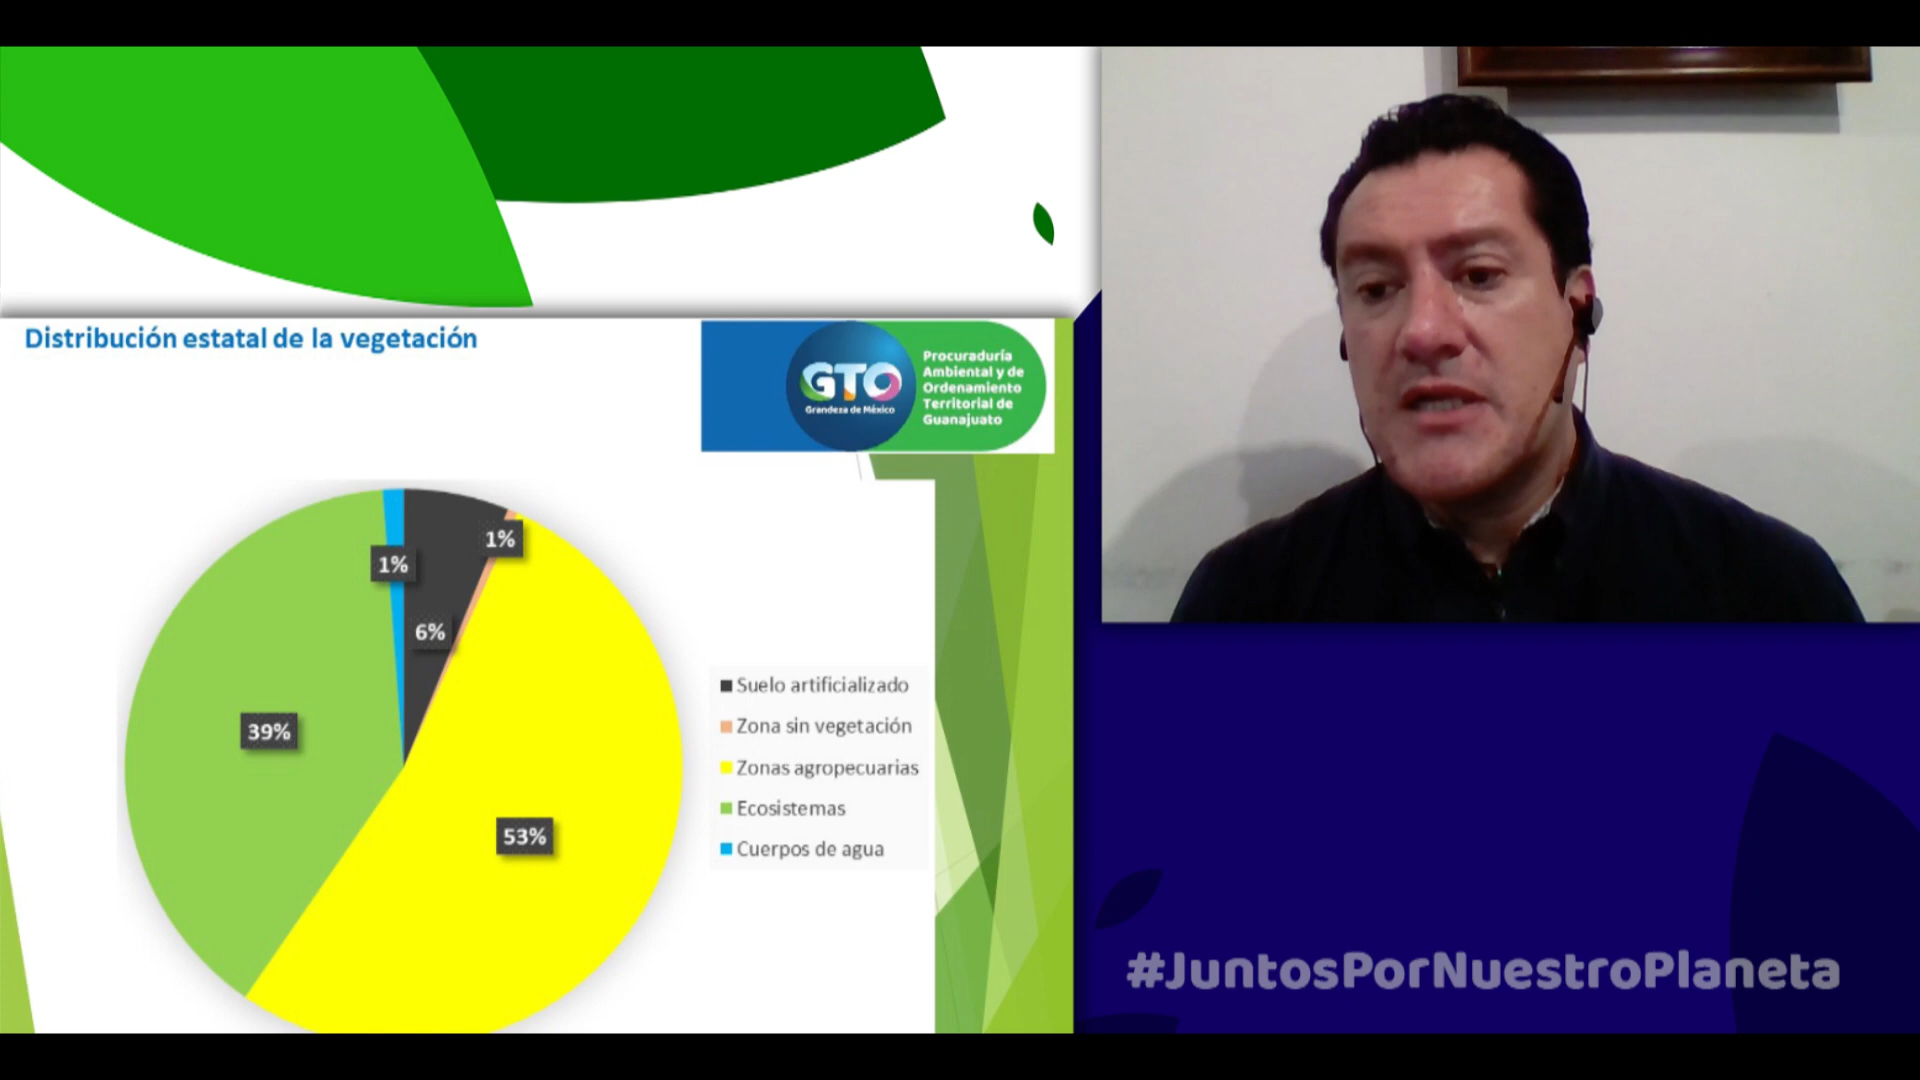 Distribución estatal de la vegetación
GTO
Grandeza de México
Procuraduría
Ambiental y de
Ordenamiento
Territorial de
Guanajuato
1%
1%
6%
39%
53%
Suelo artificializado
Zona sin vegetación
Zonas agropecuarias
Ecosistemas
Cuerpos de agua
#JuntosPorNuestroPlaneta